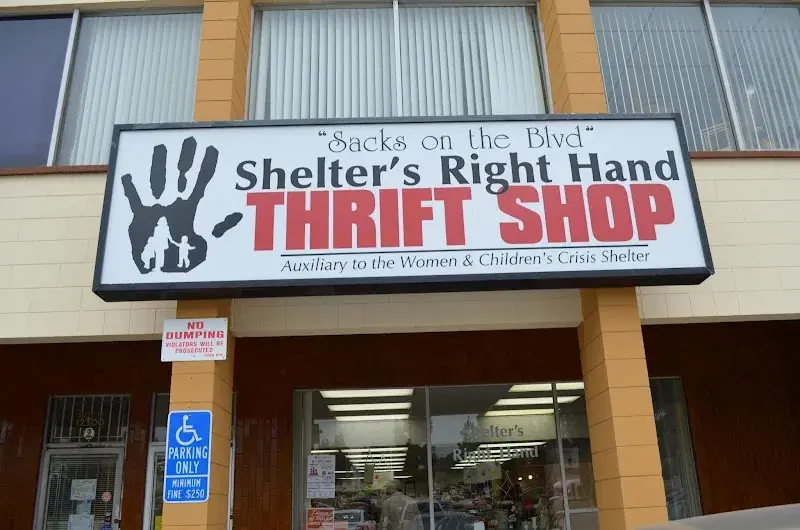 "Sacks on the Blvd"
Shelter's Right Hand
THRIFT SHOP
Auxiliary to the Women & Children's Crisis Shelter
NO
DUMPING
VIOLATORS WILL BE
PROSECUTED
PARKING
ONLY
MINIMUM
FINE $250
12300
Shelter's
Right Hand